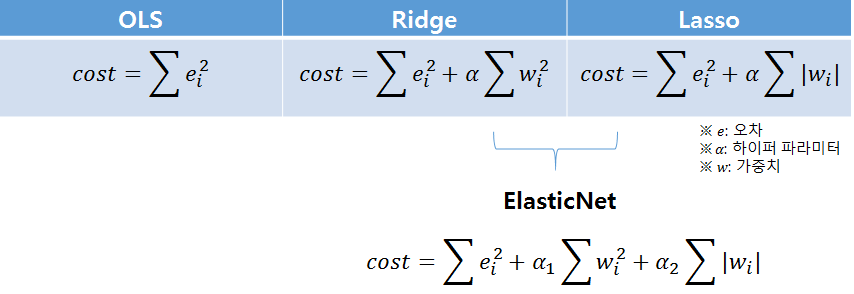 OLS Ridge Lasso
cost = ∑ e_i^2 cost = ∑ e_i^2 + α ∑ w_i^2 cost = ∑ e_i^2 + α ∑ |w_i|
※ e: 오차
※ α: 하이퍼 파라미터
※ w: 가중치
ElasticNet
cost = ∑ e_i^2 + α_1 ∑ w_i^2 + α_2 ∑ |w_i|